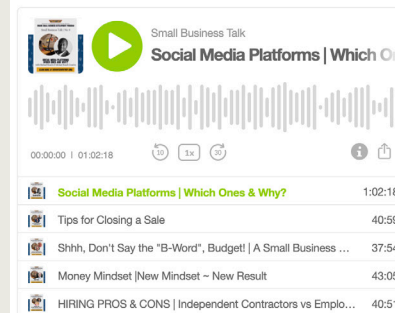 Small Business Talk
Social Media Platforms | Which O
00:00:00 | 01:02:18
10
1x
30
Social Media Platforms | Which Ones & Why?
1:02:18
Tips for Closing a Sale
40:59
Shhh, Don't Say the "B-Word", Budget! | A Small Business ...
37:54
Money Mindset |New Mindset ~ New Result
43:05
HIRING PROS & CONS | Independent Contractors vs Emplo...
40:51